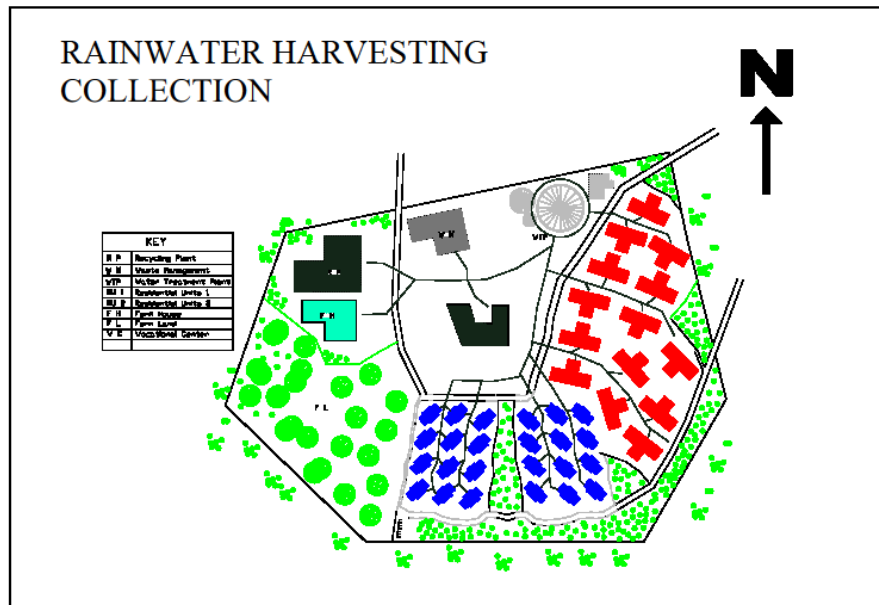 RAINWATER HARVESTING
COLLECTION
N
KEY
R P Recycling Plant
W M Waste Management
WTP Water Treatment Plant
RU 1 Residential Units 1
RU 2 Residential Units 2
F H Farm House
F L Farm Land
V C Vocational Center
W M
WTP
F H
F L